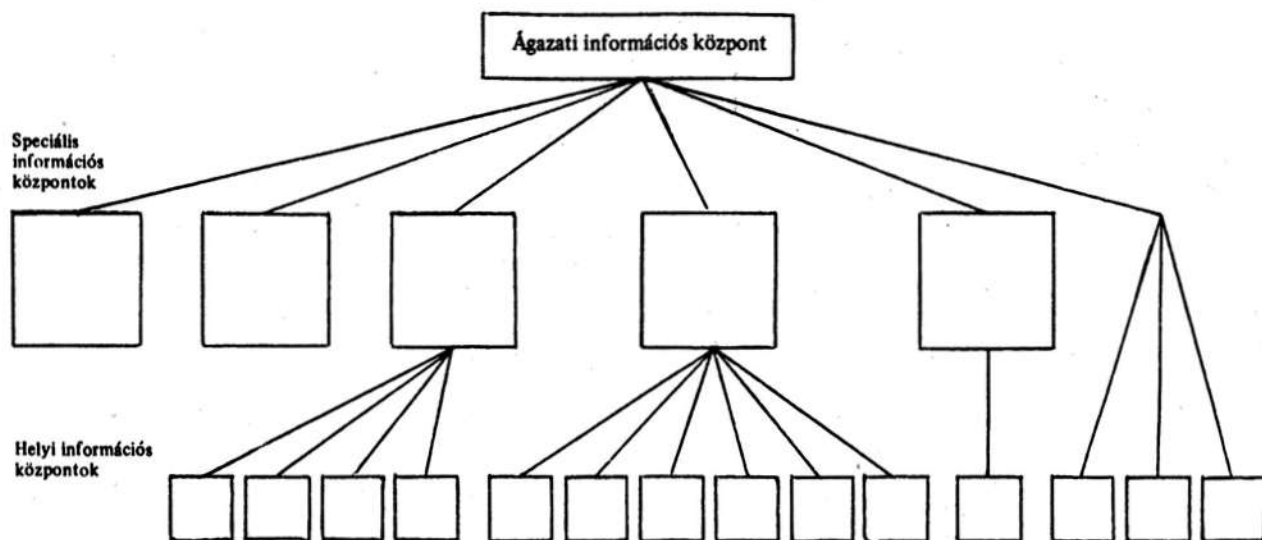 Ágazati információs központ
Speciális
információs
központok
Helyi információs
központok